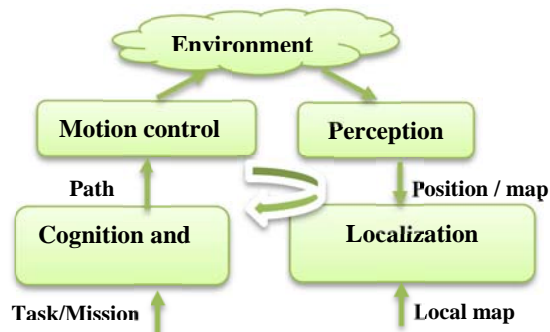 Environment
Motion control
Perception
Path
Position / map
Cognition and
Localization
Task/Mission
Local map